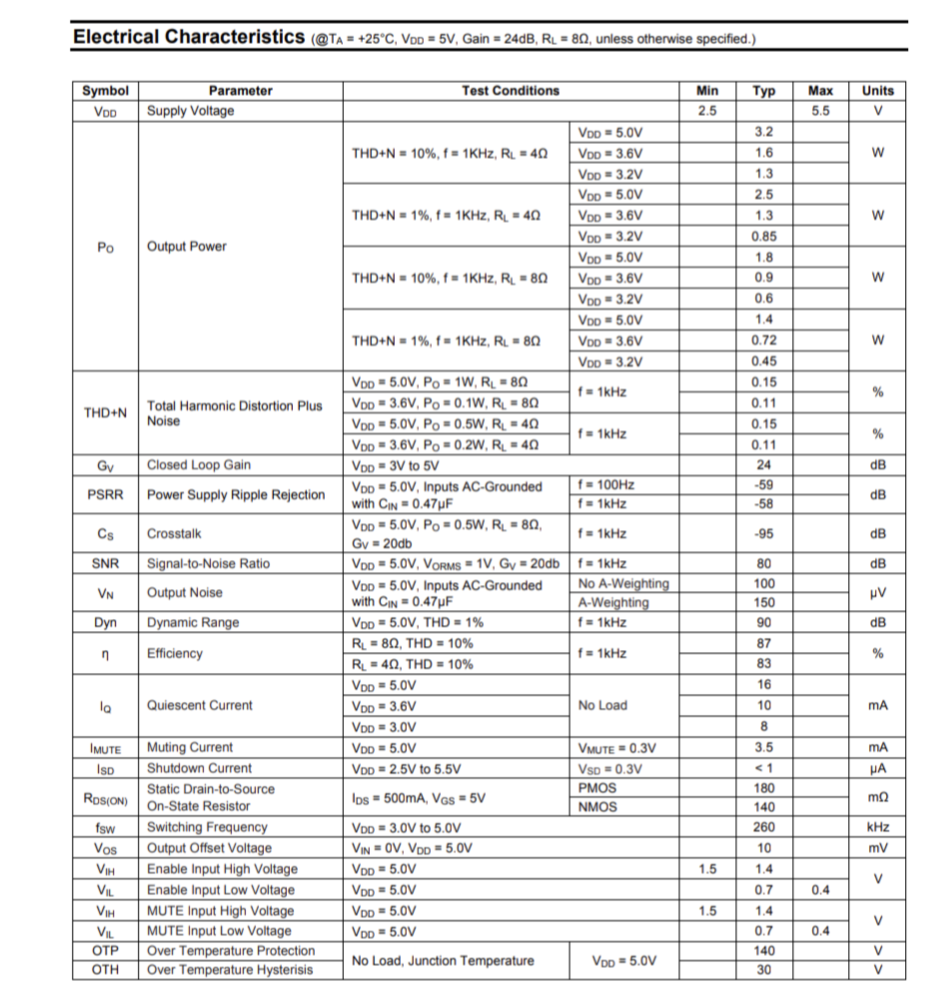 Electrical Characteristics (@TA = +25°C, VDD = 5V, Gain = 24dB, RL = 8Ω, unless otherwise specified.)
Symbol Parameter Test Conditions Min Typ Max Units
VDD Supply Voltage 2.5 5.5 V
PO Output Power THD+N = 10%, f = 1KHz, RL = 4Ω VDD = 5.0V 3.2 W
VDD = 3.6V 1.6
VDD = 3.2V 1.3
THD+N = 1%, f = 1KHz, RL = 4Ω VDD = 5.0V 2.5 W
VDD = 3.6V 1.3
VDD = 3.2V 0.85
THD+N = 10%, f = 1KHz, RL = 8Ω VDD = 5.0V 1.8 W
VDD = 3.6V 0.9
VDD = 3.2V 0.6
THD+N = 1%, f = 1KHz, RL = 8Ω VDD = 5.0V 1.4 W
VDD = 3.6V 0.72
VDD = 3.2V 0.45
THD+N Total Harmonic Distortion Plus
Noise
VDD = 5.0V, PO = 1W, RL = 8Ω f = 1kHz 0.15 %
VDD = 3.6V, PO = 0.1W, RL = 8Ω 0.11
VDD = 5.0V, PO = 0.5W, RL = 4Ω f = 1kHz 0.15 %
VDD = 3.6V, PO = 0.2W, RL = 4Ω 0.11
GV Closed Loop Gain VDD = 3V to 5V 24 dB
PSRR Power Supply Ripple Rejection VDD = 5.0V, Inputs AC-Grounded f = 100Hz -59 dB
with CIN = 0.47µF f = 1kHz -58
CS Crosstalk VDD = 5.0V, PO = 0.5W, RL = 8Ω, f = 1kHz -95 dB
GV = 20db
SNR Signal-to-Noise Ratio VDD = 5.0V, VORMS = 1V, GV = 20db f = 1kHz 80 dB
VN Output Noise VDD = 5.0V, Inputs AC-Grounded No A-Weighting 100 µV
with CIN = 0.47µF A-Weighting 150
Dyn Dynamic Range VDD = 5.0V, THD = 1% f = 1kHz 90 dB
η Efficiency RL = 8Ω, THD = 10% f = 1kHz 87 %
RL = 4Ω, THD = 10% 83
IQ Quiescent Current VDD = 5.0V No Load 16 mA
VDD = 3.6V 10
VDD = 3.0V 8
IMUTE Muting Current VDD = 5.0V VMUTE = 0.3V 3.5 mA
ISD Shutdown Current VDD = 2.5V to 5.5V VSD = 0.3V < 1 µA
RDS(ON) Static Drain-to-Source IDS = 500mA, VGS = 5V PMOS 180 mΩ
On-State Resistor NMOS 140
fSW Switching Frequency VDD = 3.0V to 5.0V 260 kHz
VOS Output Offset Voltage VIN = 0V, VDD = 5.0V 10 mV
VIH Enable Input High Voltage VDD = 5.0V 1.5 1.4 V
VIL Enable Input Low Voltage VDD = 5.0V 0.7 0.4
VIH MUTE Input High Voltage VDD = 5.0V 1.5 1.4 V
VIL MUTE Input Low Voltage VDD = 5.0V 0.7 0.4
OTP Over Temperature Protection No Load, Junction Temperature VDD = 5.0V 140 V
OTH Over Temperature Hysterisis 30 V